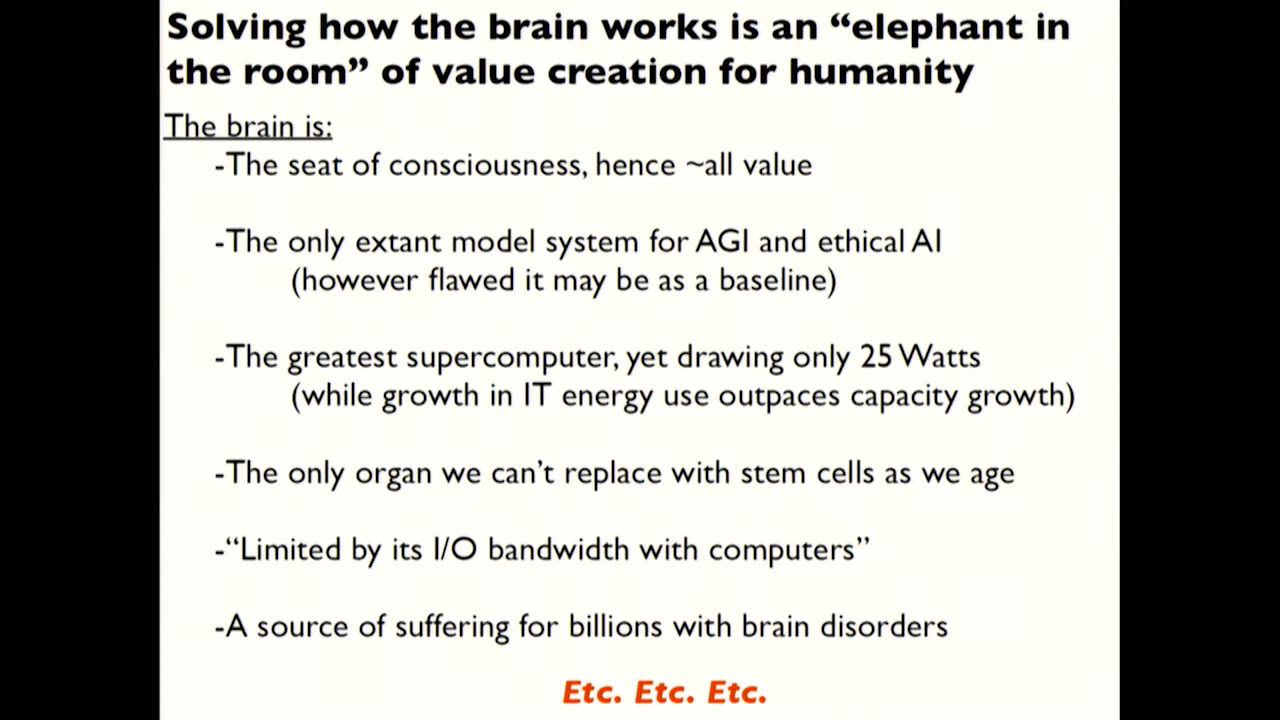 Solving how the brain works is an “elephant in
the room” of value creation for humanity
The brain is:
-The seat of consciousness, hence ~all value
-The only extant model system for AGI and ethical AI
(however flawed it may be as a baseline)
-The greatest supercomputer, yet drawing only 25 Watts
(while growth in IT energy use outpaces capacity growth)
-The only organ we can’t replace with stem cells as we age
-“Limited by its I/O bandwidth with computers”
-A source of suffering for billions with brain disorders
Etc. Etc. Etc.